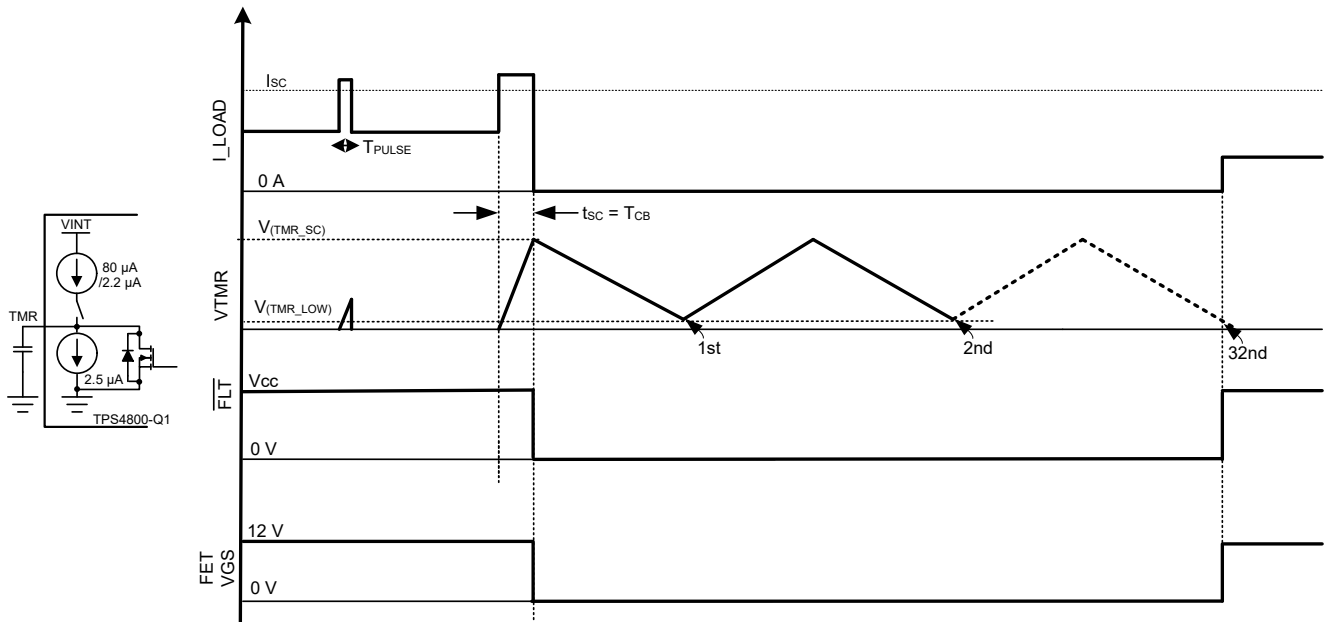 I_LOAD
ISC
TPULSE
0 A
tSC = TCB
VTMR
V(TMR_SC)
V(TMR_LOW)
1st
2nd
32nd
VINT
80 µA
/2.2 µA
TMR
2.5 µA
TPS4800-Q1
FLT
Vcc
0 V
FET
VGS
12 V
0 V